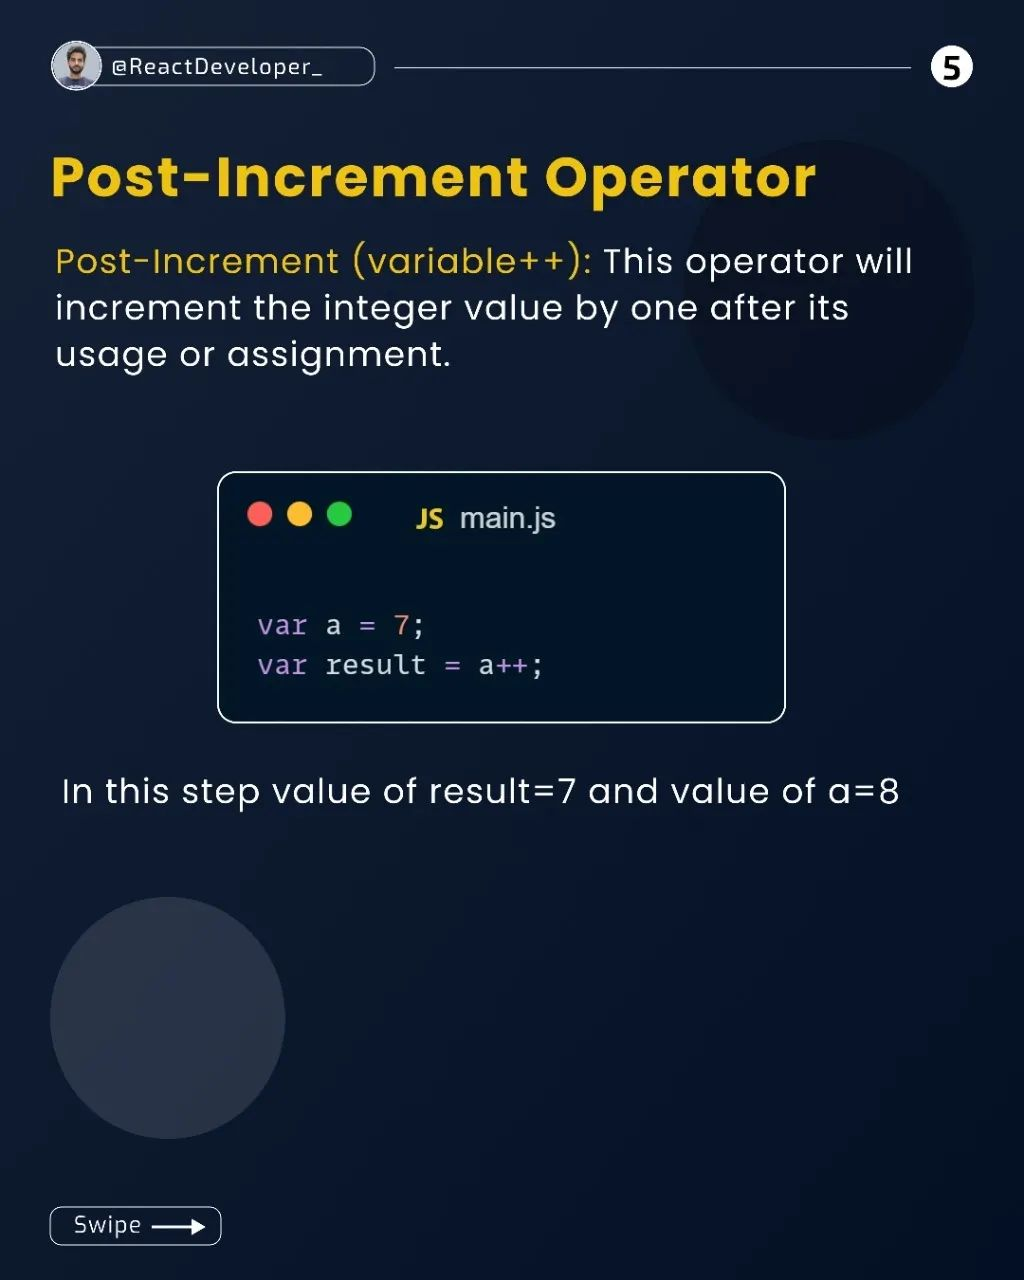 @ReactDeveloper_
5
Post-Increment Operator
Post-Increment (variable++): This operator will
increment the integer value by one after its
usage or assignment.
JS main.js
var a = 7;
var result = a++;
In this step value of result=7 and value of a=8
Swipe